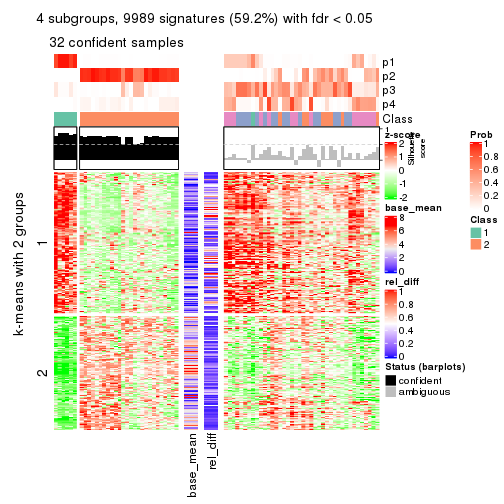 4 subgroups, 9989 signatures (59.2%) with fdr < 0.05
32 confident samples
p1
p2
p3
p4
Class
1
Silhouette
score
k-means with 2 groups
1
2
base_mean
rel_diff
z-score
2
1
0
-1
-2
base_mean
8
6
4
2
0
rel_diff
1
0.8
0.6
0.4
0.2
0
Status (barplots)
confident
ambiguous
Prob
1
0.8
0.6
0.4
0.2
0
Class
1
2